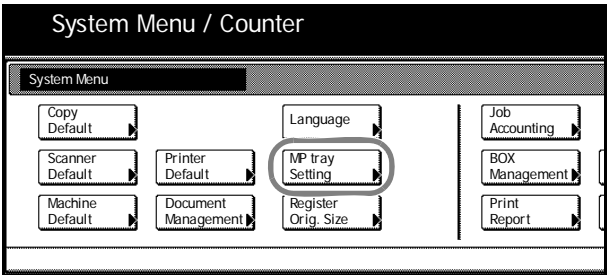 System Menu / Counter
System Menu
Copy
Default
Language
Job
Accounting
Scanner
Default
Printer
Default
MP tray
Setting
BOX
Management
Machine
Default
Document
Management
Register
Orig. Size
Print
Report